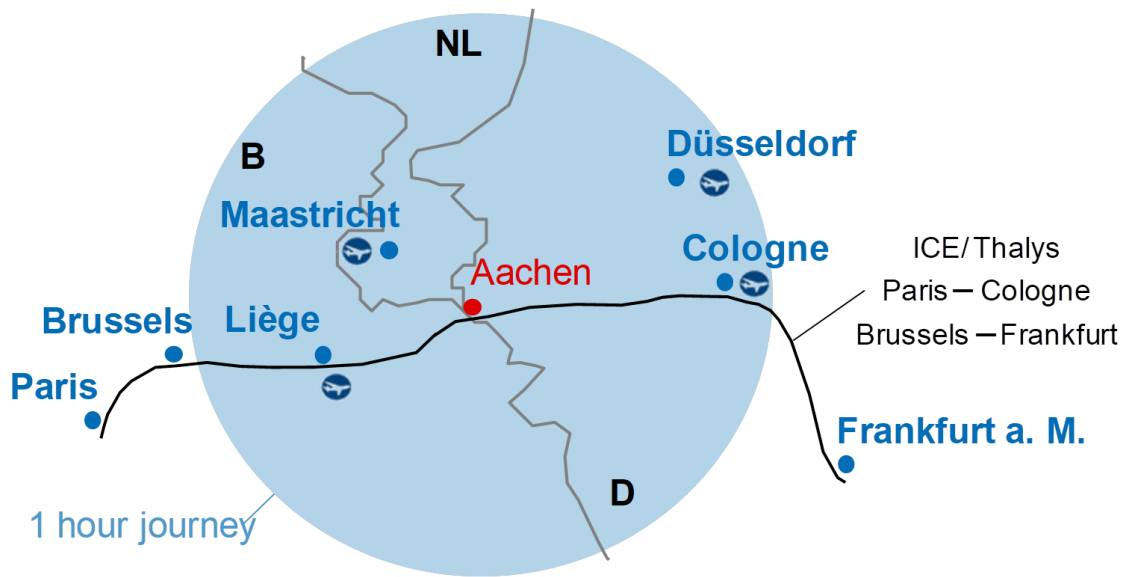 NL
B
Düsseldorf
Maastricht
Cologne
Aachen
ICE/Thalys
Paris – Cologne
Brussels – Frankfurt
Brussels
Liège
Paris
Frankfurt a. M.
D
1 hour journey